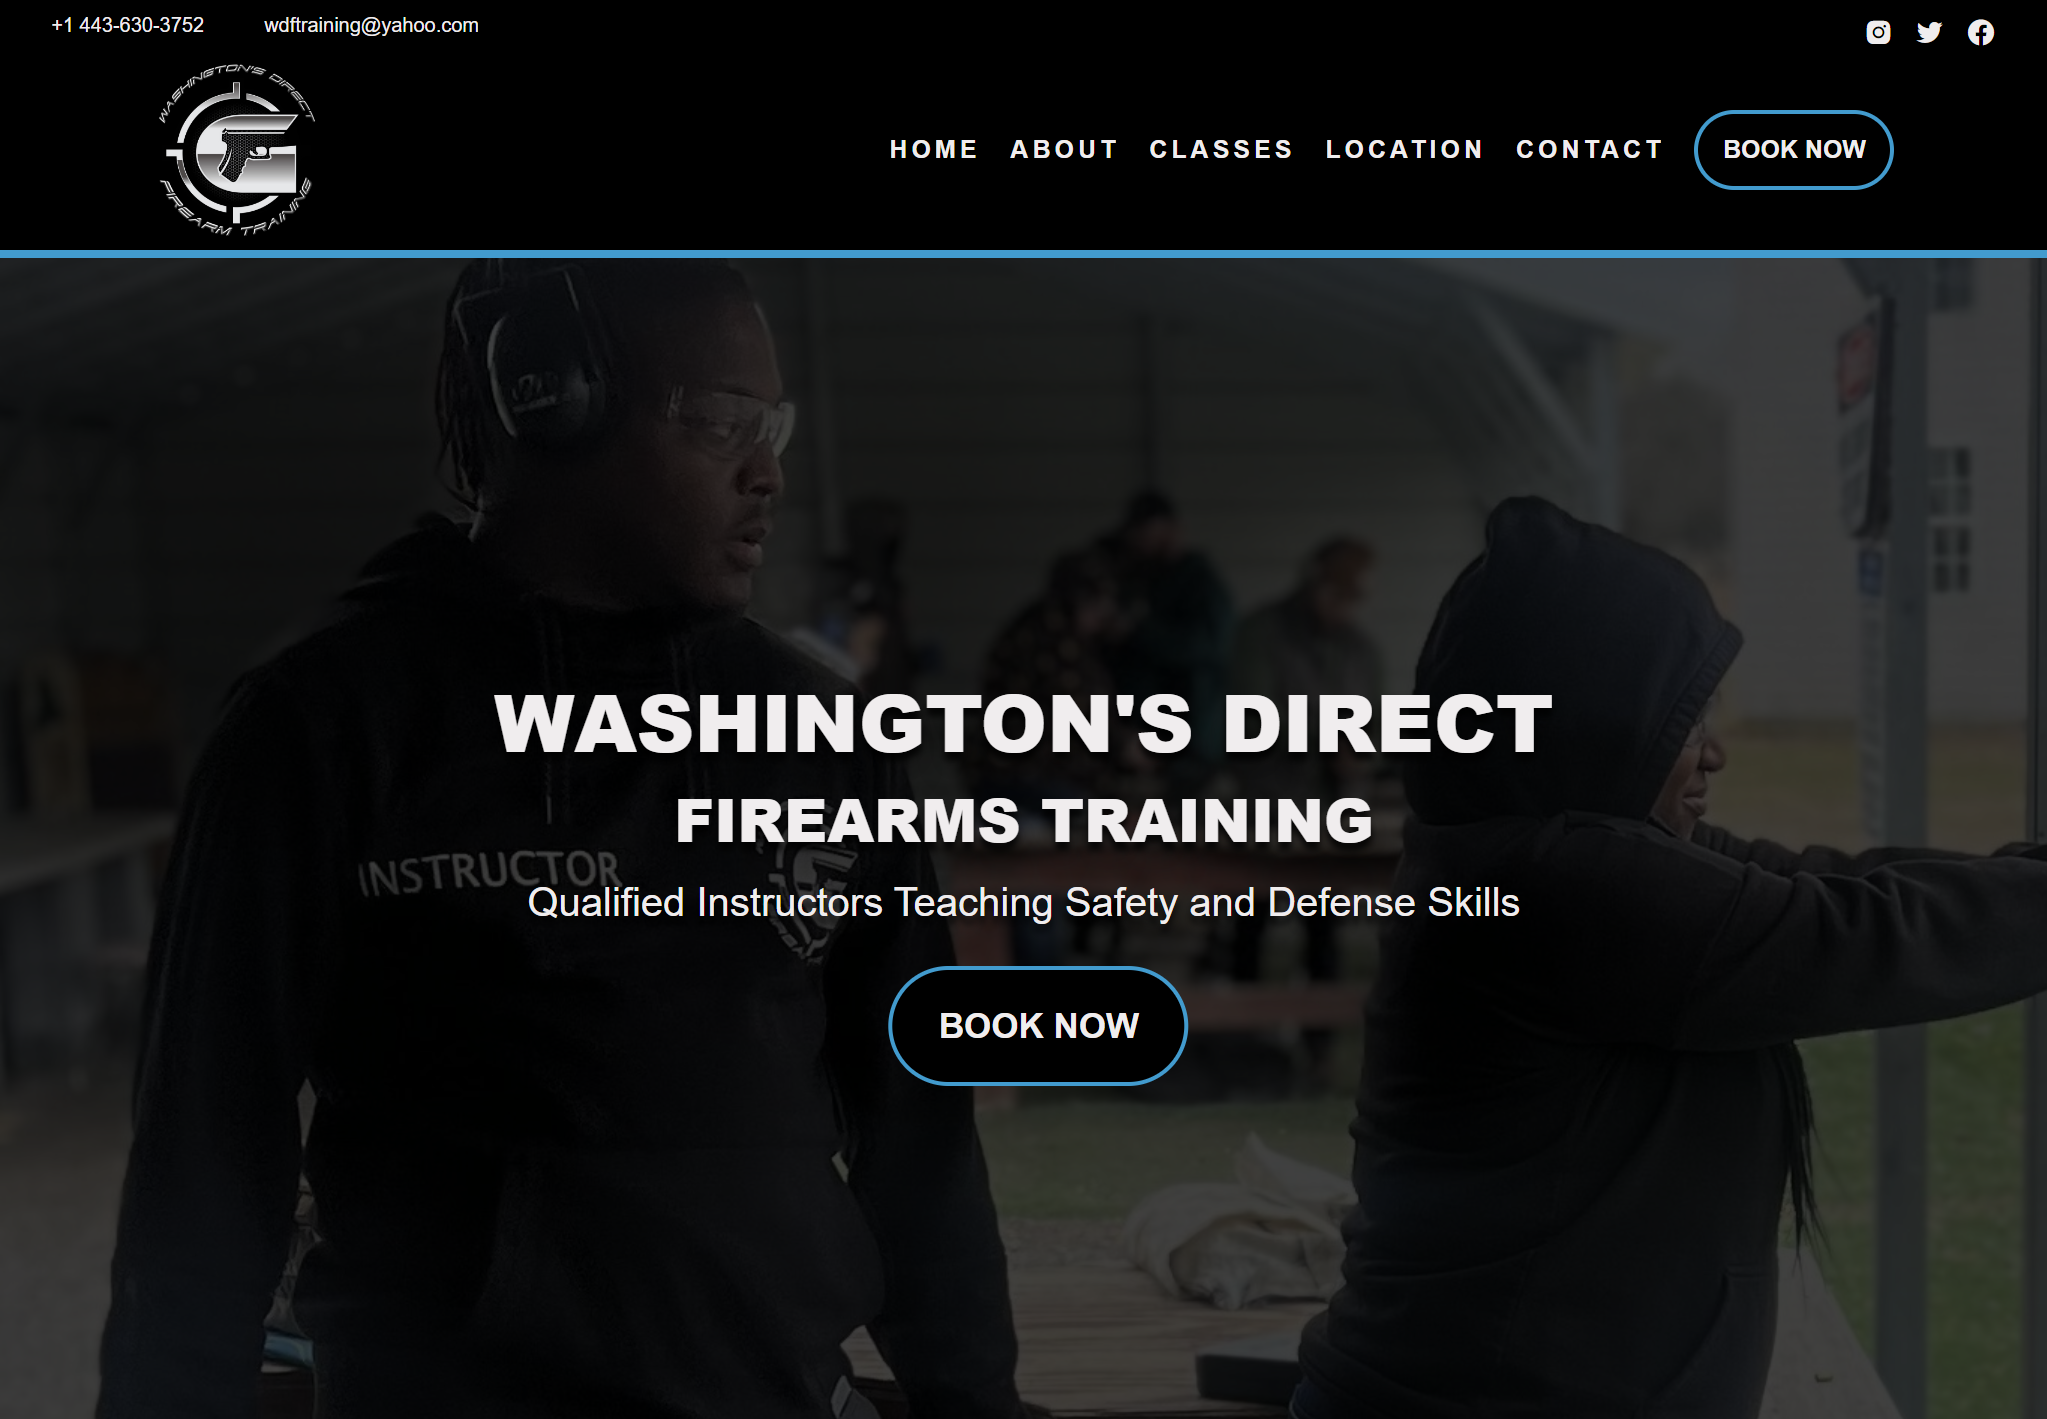 +1 443-630-3752
wdftraining@yahoo.com
WASHINGTON'S DIRECT
FIREARM TRAINING
HOME
ABOUT
CLASSES
LOCATION
CONTACT
BOOK NOW
WASHINGTON'S DIRECT
FIREARMS TRAINING
INSTRUCTOR
Qualified Instructors Teaching Safety and Defense Skills
BOOK NOW